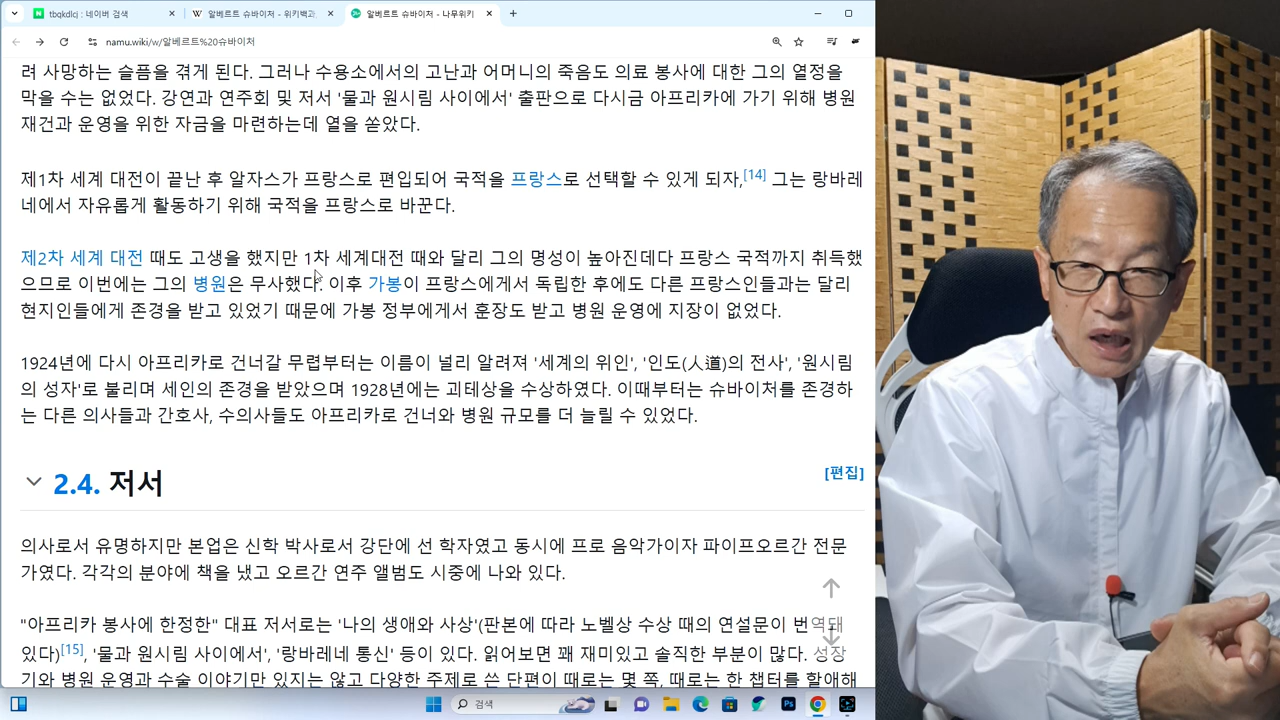 tbqkdlcj : 네이버 검색
알베르트 슈바이처 - 위키백과,
알베르트 슈바이처 - 나무위키
namu.wiki/w/알베르트%20슈바이처
려 사망하는 슬픔을 겪게 된다. 그러나 수용소에서의 고난과 어머니의 죽음도 의료 봉사에 대한 그의 열정을
막을 수는 없었다. 강연과 연주회 및 저서 '물과 원시림 사이에서' 출판으로 다시금 아프리카에 가기 위해 병원
재건과 운영을 위한 자금을 마련하는데 열을 쏟았다.
제1차 세계 대전이 끝난 후 알자스가 프랑스로 편입되어 국적을 프랑스로 선택할 수 있게 되자,[14] 그는 랑바레
네에서 자유롭게 활동하기 위해 국적을 프랑스로 바꾼다.
제2차 세계 대전 때도 고생을 했지만 1차 세계대전 때와 달리 그의 명성이 높아진데다 프랑스 국적까지 취득했
으므로 이번에는 그의 병원은 무사했다. 이후 가봉이 프랑스에게서 독립한 후에도 다른 프랑스인들과는 달리
현지인들에게 존경을 받고 있었기 때문에 가봉 정부에게서 훈장도 받고 병원 운영에 지장이 없었다.
1924년에 다시 아프리카로 건너갈 무렵부터는 이름이 널리 알려져 '세계의 위인', '인도(人道)의 전사', '원시림
의 성자'로 불리며 세인의 존경을 받았으며 1928년에는 괴테상을 수상하였다. 이때부터는 슈바이처를 존경하
는 다른 의사들과 간호사, 수의사들도 아프리카로 건너와 병원 규모를 더 늘릴 수 있었다.
2.4. 저서
[편집]
의사로서 유명하지만 본업은 신학 박사로서 강단에 선 학자였고 동시에 프로 음악가이자 파이프오르간 전문
가였다. 각각의 분야에 책을 냈고 오르간 연주 앨범도 시중에 나와 있다.
"아프리카 봉사에 한정한" 대표 저서로는 '나의 생애와 사상'(판본에 따라 노벨상 수상 때의 연설문이 번역돼
있다)[15], '물과 원시림 사이에서', '랑바레네 통신' 등이 있다. 읽어보면 꽤 재미있고 솔직한 부분이 많다. 성장
기와 병원 운영과 수술 이야기만 있지는 않고 다양한 주제로 쓴 단편이 때로는 몇 쪽, 때로는 한 챕터를 할애해
검색